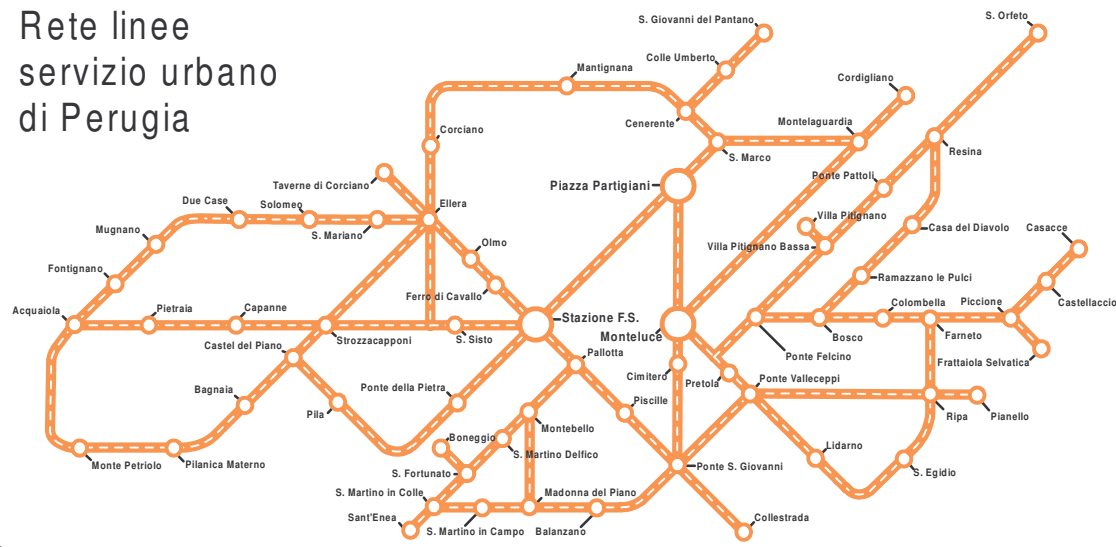 Rete linee
servizio urbano
di Perugia
S. Giovanni del Pantano
S. Orfeto
Colle Umberto
Mantignana
Cordigliano
Cenerente
Montelaguardia
Corciano
S. Marco
Resina
Taverne di Corciano
Piazza Partigiani
Ponte Pattoli
Due Case
Solomeo
Ellera
Villa Pitignano
Mugnano
S. Mariano
Olmo
Villa Pitignano Bassa
Casa del Diavolo
Casacce
Fontignano
Ferro di Cavallo
Ramazzano le Pulci
Acquaiola
Pietraia
Capanne
Stazione F.S.
Colombella
Piccione
Castellaccio
Castel del Piano
Strozzacapponi
S. Sisto
Monteluce
Bosco
Farneto
Pallotta
Ponte Felcino
Frattaiola Selvatica
Bagnaia
Ponte della Pietra
Cimitero
Pretola
Ponte Valleceppi
Pila
Piscille
Ripa
Pianello
Boneggio
Montebello
S. Martino Delfico
Lidarno
Monte Petriolo
Pilanica Materno
S. Fortunato
Ponte S. Giovanni
S. Egidio
S. Martino in Colle
Madonna del Piano
Sant'Enea
S. Martino in Campo
Balanzano
Collestrada